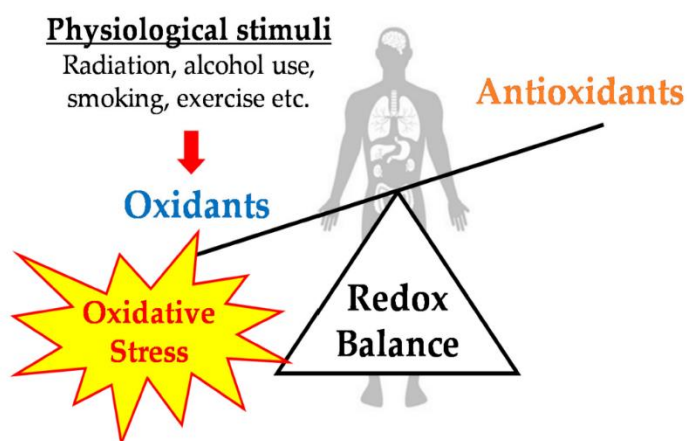 Physiological stimuli
Radiation, alcohol use,
smoking, exercise etc.
Antioxidants
Oxidants
Oxidative
Stress
Redox
Balance